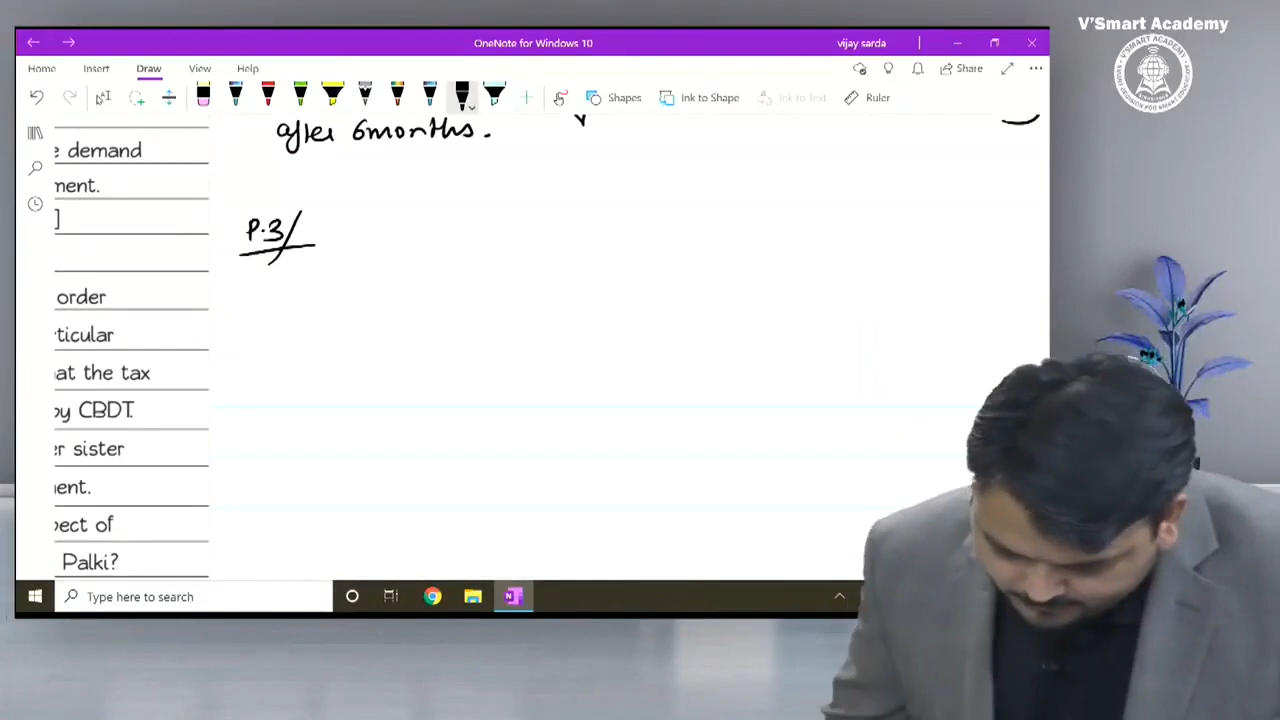 V'Smart Academy
OneNote for Windows 10
vijay sarda
Home
Insert
Draw
View
Help
Share
Shapes
Ink to Shape
Ink to Text
Ruler
after 6months.
e demand
ment.
]
P.3/
order
ticular
at the tax
by CBDT.
er sister
ent.
pect of
Palki?
Type here to search